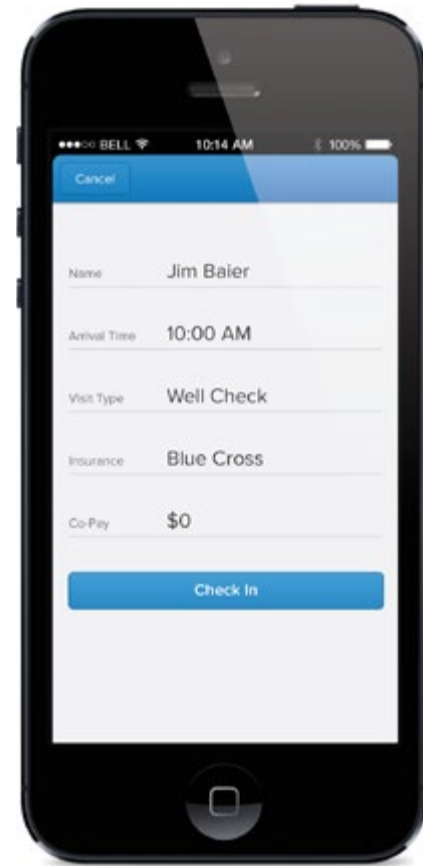 BELL 10:14 AM 100%
Cancel
Name Jim Baier
Arrival Time 10:00 AM
Visit Type Well Check
Insurance Blue Cross
Co-Pay $0
Check In